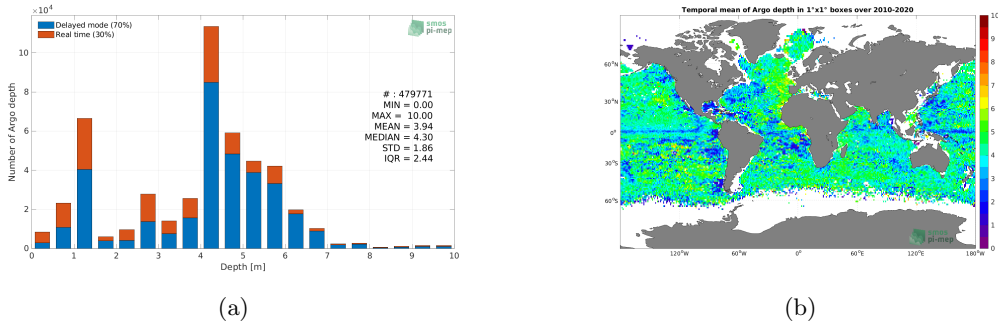 ×10⁴
Delayed mode (70%)
Real time (30%)
smos
pi-mep
# : 479771
MIN = 0.00
MAX = 10.00
MEAN = 3.94
MEDIAN = 4.30
STD = 1.86
IQR = 2.44
Number of Argo depth
10
8
6
4
2
0
0 1 2 3 4 5 6 7 8 9 10
Depth [m]
(a)
Temporal mean of Argo depth in 1°x1° boxes over 2010-2020
60°N
30°N
0°
30°S
60°S
120°W 60°W 0° 60°E 120°E 180°W
10
9
8
7
6
5
4
3
2
1
0
smos
pi-mep
(b)